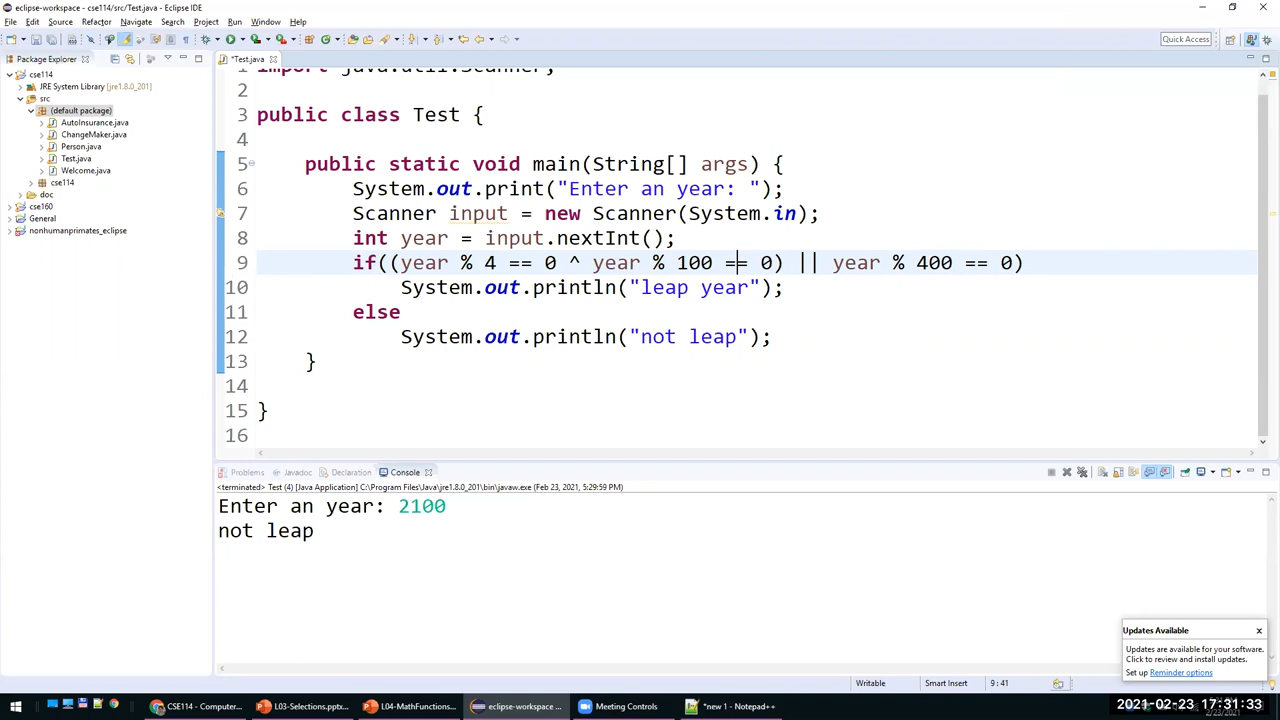 eclipse-workspace - cse114/src/Test.java - Eclipse IDE
File Edit Source Refactor Navigate Search Project Run Window Help
Quick Access
Package Explorer
*Test.java
cse114
JRE System Library [jre1.8.0_201]
src
(default package)
AutoInsurance.java
ChangeMaker.java
Person.java
Test.java
Welcome.java
cse114
doc
cse160
General
nonhumanprimates_eclipse
1 import java.util.Scanner;
2
3 public class Test {
4
5 public static void main(String[] args) {
6 System.out.print("Enter an year: ");
7 Scanner input = new Scanner(System.in);
8 int year = input.nextInt();
9 if((year % 4 == 0 ^ year % 100 == 0) || year % 400 == 0)
10 System.out.println("leap year");
11 else
12 System.out.println("not leap");
13 }
14
15 }
16
Problems Javadoc Declaration Console
<terminated> Test (4) [Java Application] C:\Program Files\Java\jre1.8.0_201\bin\javaw.exe (Feb 23, 2021, 5:29:59 PM)
Enter an year: 2100
not leap
Updates Available
Updates are available for your software.
Click to review and install updates.
Set up Reminder options
Writable Smart Insert 9 : 41
CSE114 - Computer... L03-Selections.pptx... L04-MathFunctions... eclipse-workspace ... Meeting Controls *new 1 - Notepad++
2021-02-23 17:31:33